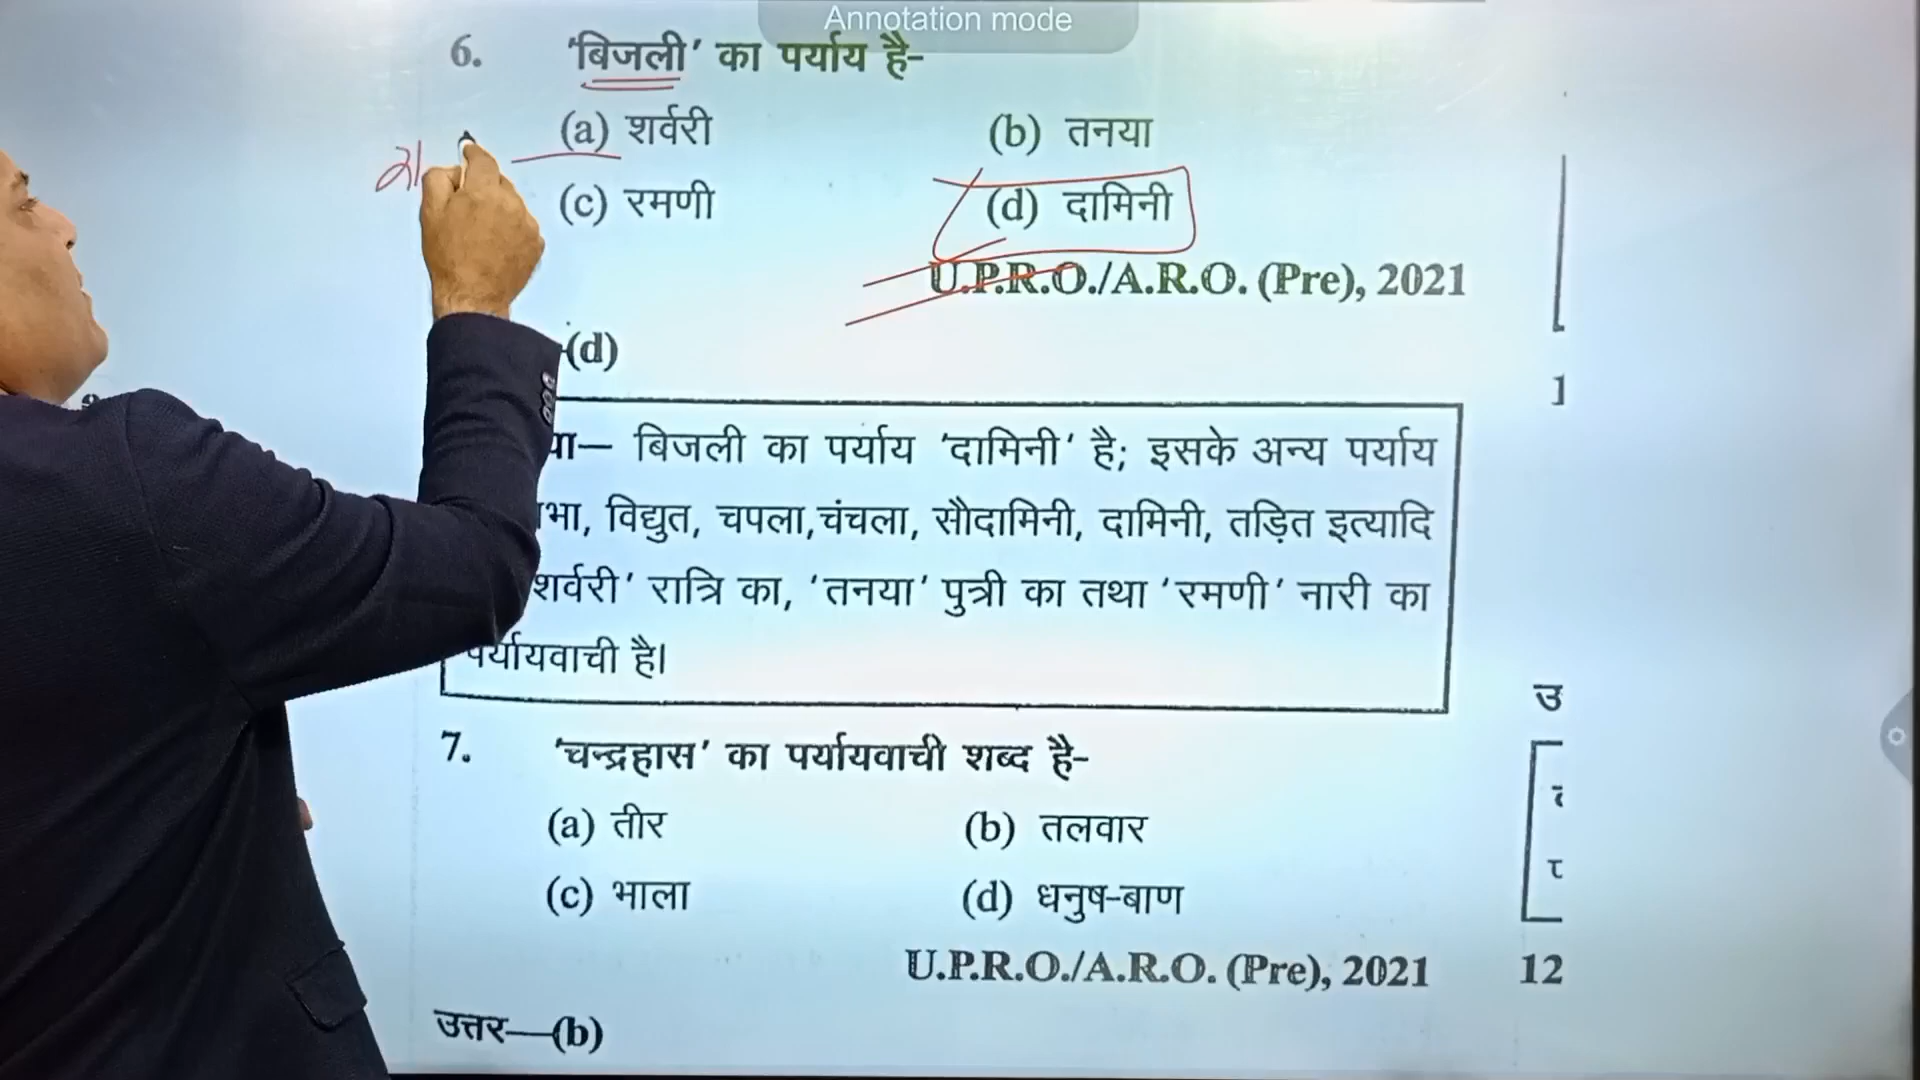 Annotation mode
6. 'बिजली' का पर्याय है-
(a) शर्वरी (b) तनया
(c) रमणी (d) दामिनी
U.P.R.O./A.R.O. (Pre), 2021
(d)
बिजली का पर्याय 'दामिनी' है; इसके अन्य पर्याय
विद्युत, चपला, चंचला, सौदामिनी, दामिनी, तड़ित इत्यादि
शर्वरी' रात्रि का, 'तनया' पुत्री का तथा 'रमणी' नारी का
पर्यायवाची है।
7. 'चन्द्रहास' का पर्यायवाची शब्द है-
(a) तीर (b) तलवार
(c) भाला (d) धनुष-बाण
U.P.R.O./A.R.O. (Pre), 2021
12
उत्तर—(b)